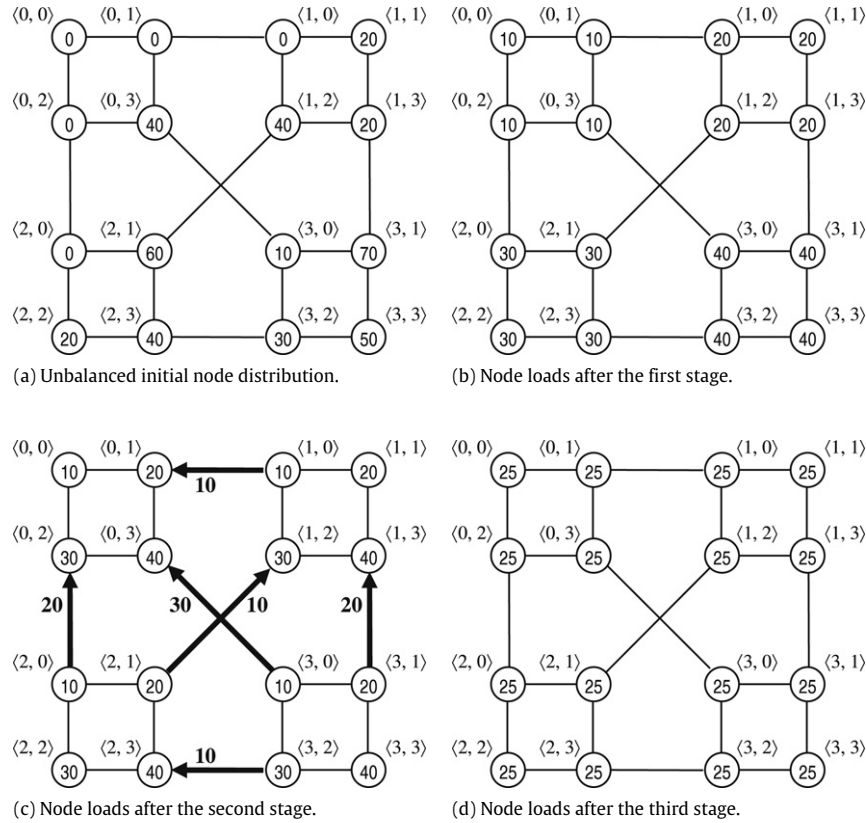 ⟨0, 0⟩ ⟨0, 1⟩ ⟨1, 0⟩ ⟨1, 1⟩
0 0 0 20
⟨0, 2⟩ ⟨0, 3⟩ ⟨1, 2⟩ ⟨1, 3⟩
0 40 40 20
⟨2, 0⟩ ⟨2, 1⟩ ⟨3, 0⟩ ⟨3, 1⟩
0 60 10 70
⟨2, 2⟩ ⟨2, 3⟩ ⟨3, 2⟩ ⟨3, 3⟩
20 40 30 50
(a) Unbalanced initial node distribution.
⟨0, 0⟩ ⟨0, 1⟩ ⟨1, 0⟩ ⟨1, 1⟩
10 10 20 20
⟨0, 2⟩ ⟨0, 3⟩ ⟨1, 2⟩ ⟨1, 3⟩
10 10 20 20
⟨2, 0⟩ ⟨2, 1⟩ ⟨3, 0⟩ ⟨3, 1⟩
30 30 40 40
⟨2, 2⟩ ⟨2, 3⟩ ⟨3, 2⟩ ⟨3, 3⟩
30 30 40 40
(b) Node loads after the first stage.
⟨0, 0⟩ ⟨0, 1⟩ ⟨1, 0⟩ ⟨1, 1⟩
10 20 10 20
10
⟨0, 2⟩ ⟨0, 3⟩ ⟨1, 2⟩ ⟨1, 3⟩
30 40 30 40
20 30 10 20
⟨2, 0⟩ ⟨2, 1⟩ ⟨3, 0⟩ ⟨3, 1⟩
10 20 10 20
⟨2, 2⟩ ⟨2, 3⟩ 10 ⟨3, 2⟩ ⟨3, 3⟩
30 40 30 40
(c) Node loads after the second stage.
⟨0, 0⟩ ⟨0, 1⟩ ⟨1, 0⟩ ⟨1, 1⟩
25 25 25 25
⟨0, 2⟩ ⟨0, 3⟩ ⟨1, 2⟩ ⟨1, 3⟩
25 25 25 25
⟨2, 0⟩ ⟨2, 1⟩ ⟨3, 0⟩ ⟨3, 1⟩
25 25 25 25
⟨2, 2⟩ ⟨2, 3⟩ ⟨3, 2⟩ ⟨3, 3⟩
25 25 25 25
(d) Node loads after the third stage.